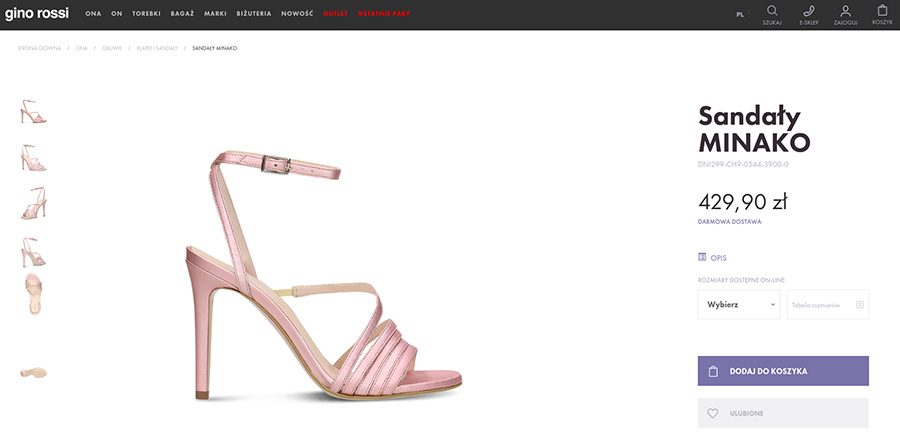 gino rossi
ONA ON TOREBKI BAGAŻ MARKI BIŻUTERIA NOWOŚĆ OUTLET OSTATNIE PARY
PL SZUKAJ E-SKLEP ZALOGUJ KOSZYK
STRONA GŁÓWNA / ONA / OBUWIE / KLAPKI I SANDAŁY / SANDAŁY MINAKO
Sandały
MINAKO
DNI299-CH9-0544-3900-0
429,90 zł
DARMOWA DOSTAWA
OPIS
ROZMIARY DOSTĘPNE ON-LINE:
Wybierz Tabela rozmiarów
DODAJ DO KOSZYKA
ULUBIONE